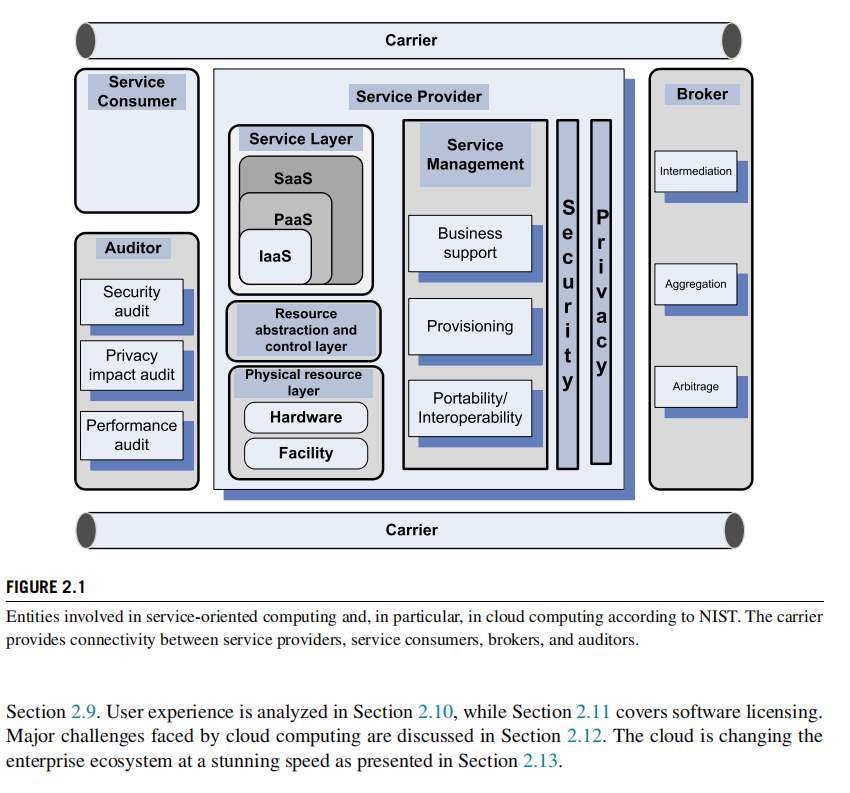 Carrier
Service
Consumer
Auditor
Security
audit
Privacy
impact audit
Performance
audit
Service Provider
Service Layer
SaaS
PaaS
IaaS
Resource
abstraction and
control layer
Physical resource
layer
Hardware
Facility
Service
Management
Business
support
Provisioning
Portability/
Interoperability
Security
Privacy
Broker
Intermediation
Aggregation
Arbitrage
Carrier
FIGURE 2.1
Entities involved in service-oriented computing and, in particular, in cloud computing according to NIST. The carrier
provides connectivity between service providers, service consumers, brokers, and auditors.
Section 2.9. User experience is analyzed in Section 2.10, while Section 2.11 covers software licensing.
Major challenges faced by cloud computing are discussed in Section 2.12. The cloud is changing the
enterprise ecosystem at a stunning speed as presented in Section 2.13.